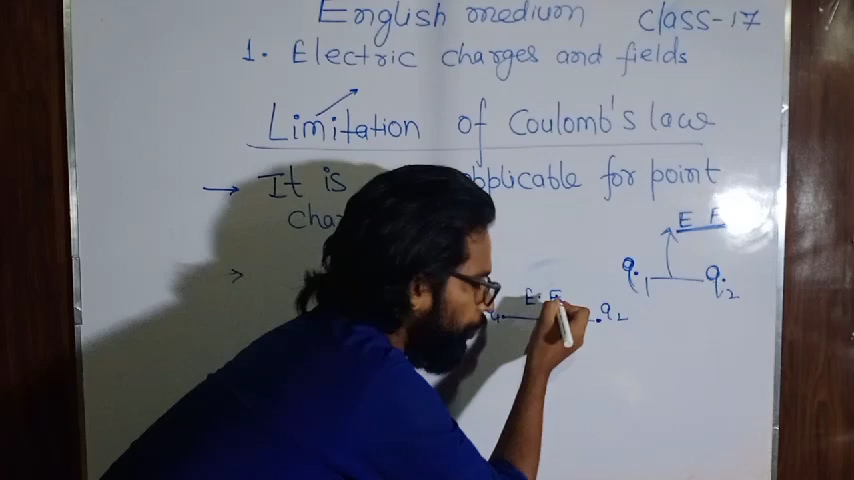 English medium class-17
1. Electric charges and fields
Limitation of Coulomb's law
→ It is applicable for point
cha
E F
q1 q2
E. F
q2